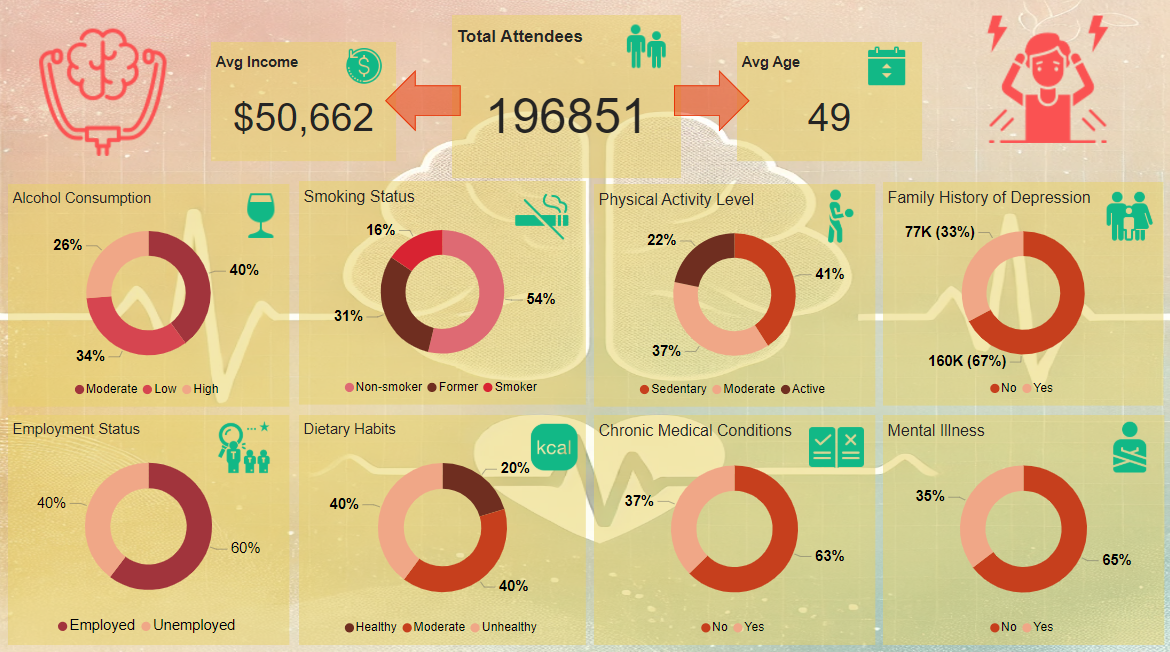 Total Attendees
Avg Income
Avg Age
$50,662
196851
49
Alcohol Consumption
26%
40%
34%
Moderate Low High
Smoking Status
16%
54%
31%
Non-smoker Former Smoker
Physical Activity Level
22%
41%
37%
Sedentary Moderate Active
Family History of Depression
77K (33%)
160K (67%)
No Yes
Employment Status
40%
60%
Employed Unemployed
Dietary Habits
kcal
20%
40%
40%
Healthy Moderate Unhealthy
Chronic Medical Conditions
37%
63%
No Yes
Mental Illness
35%
65%
No Yes